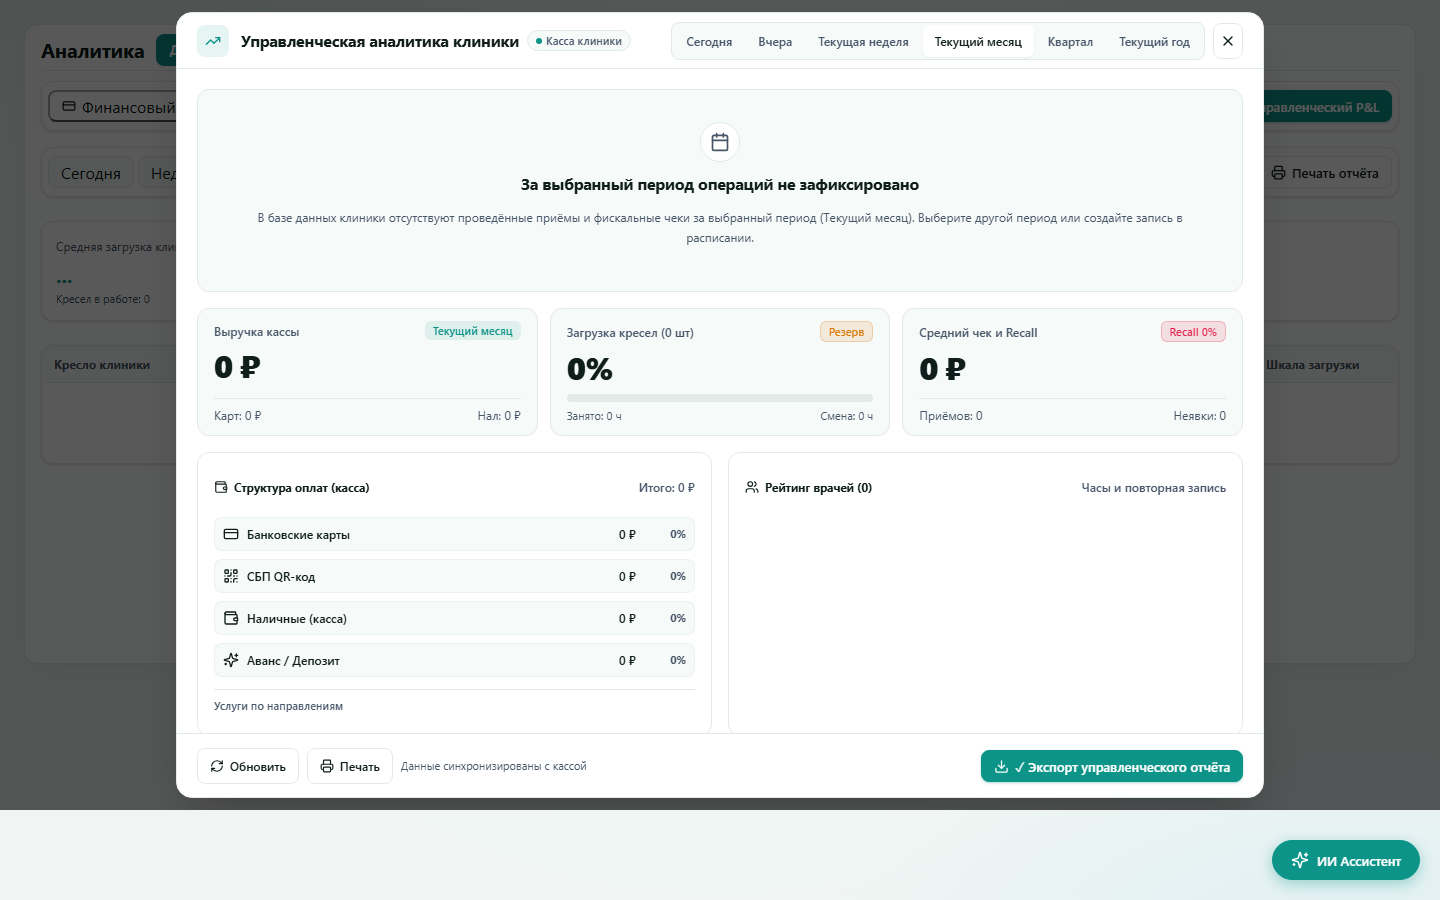 Аналитика
Управленческая аналитика клиники
Касса клиники
Сегодня
Вчера
Текущая неделя
Текущий месяц
Квартал
Текущий год
Финансовый
P&L
Сегодня
Печать отчёта
За выбранный период операций не зафиксировано
В базе данных клиники отсутствуют проведённые приёмы и фискальные чеки за выбранный период (Текущий месяц). Выберите другой период или создайте запись в
расписании.
Средняя загрузка
...
Кресел в работе: 0
Выручка кассы
Текущий месяц
0 ₽
Карт: 0 ₽
Нал: 0 ₽
Загрузка кресел (0 шт)
Резерв
0%
Занято: 0 ч
Смена: 0 ч
Средний чек и Recall
Recall 0%
0 ₽
Приёмов: 0
Неявки: 0
Кресло клиники
Шкала загрузки
Структура оплат (касса)
Итого: 0 ₽
Банковские карты 0 ₽ 0%
СБП QR-код 0 ₽ 0%
Наличные (касса) 0 ₽ 0%
Аванс / Депозит 0 ₽ 0%
Услуги по направлениям
Рейтинг врачей (0)
Часы и повторная запись
Обновить
Печать
Данные синхронизированы с кассой
✓ Экспорт управленческого отчёта
ИИ Ассистент